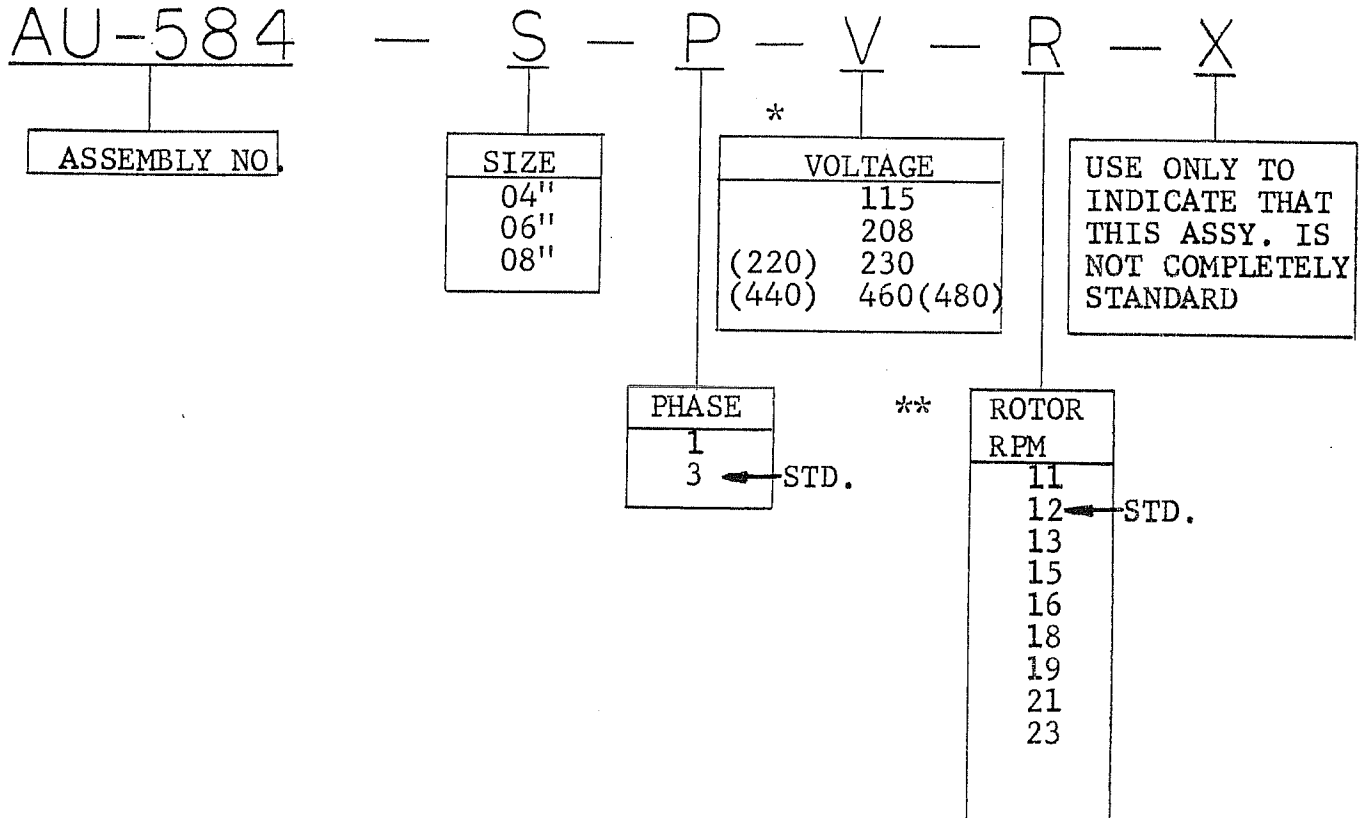 AU-584 — S — P — V — R — X
ASSEMBLY NO.
SIZE
04"
06"
08"
*
VOLTAGE
115
208
(220) 230
(440) 460(480)
USE ONLY TO
INDICATE THAT
THIS ASSY. IS
NOT COMPLETELY
STANDARD
PHASE
1
3 STD.
**
ROTOR
RPM
11
12 STD.
13
15
16
18
19
21
23